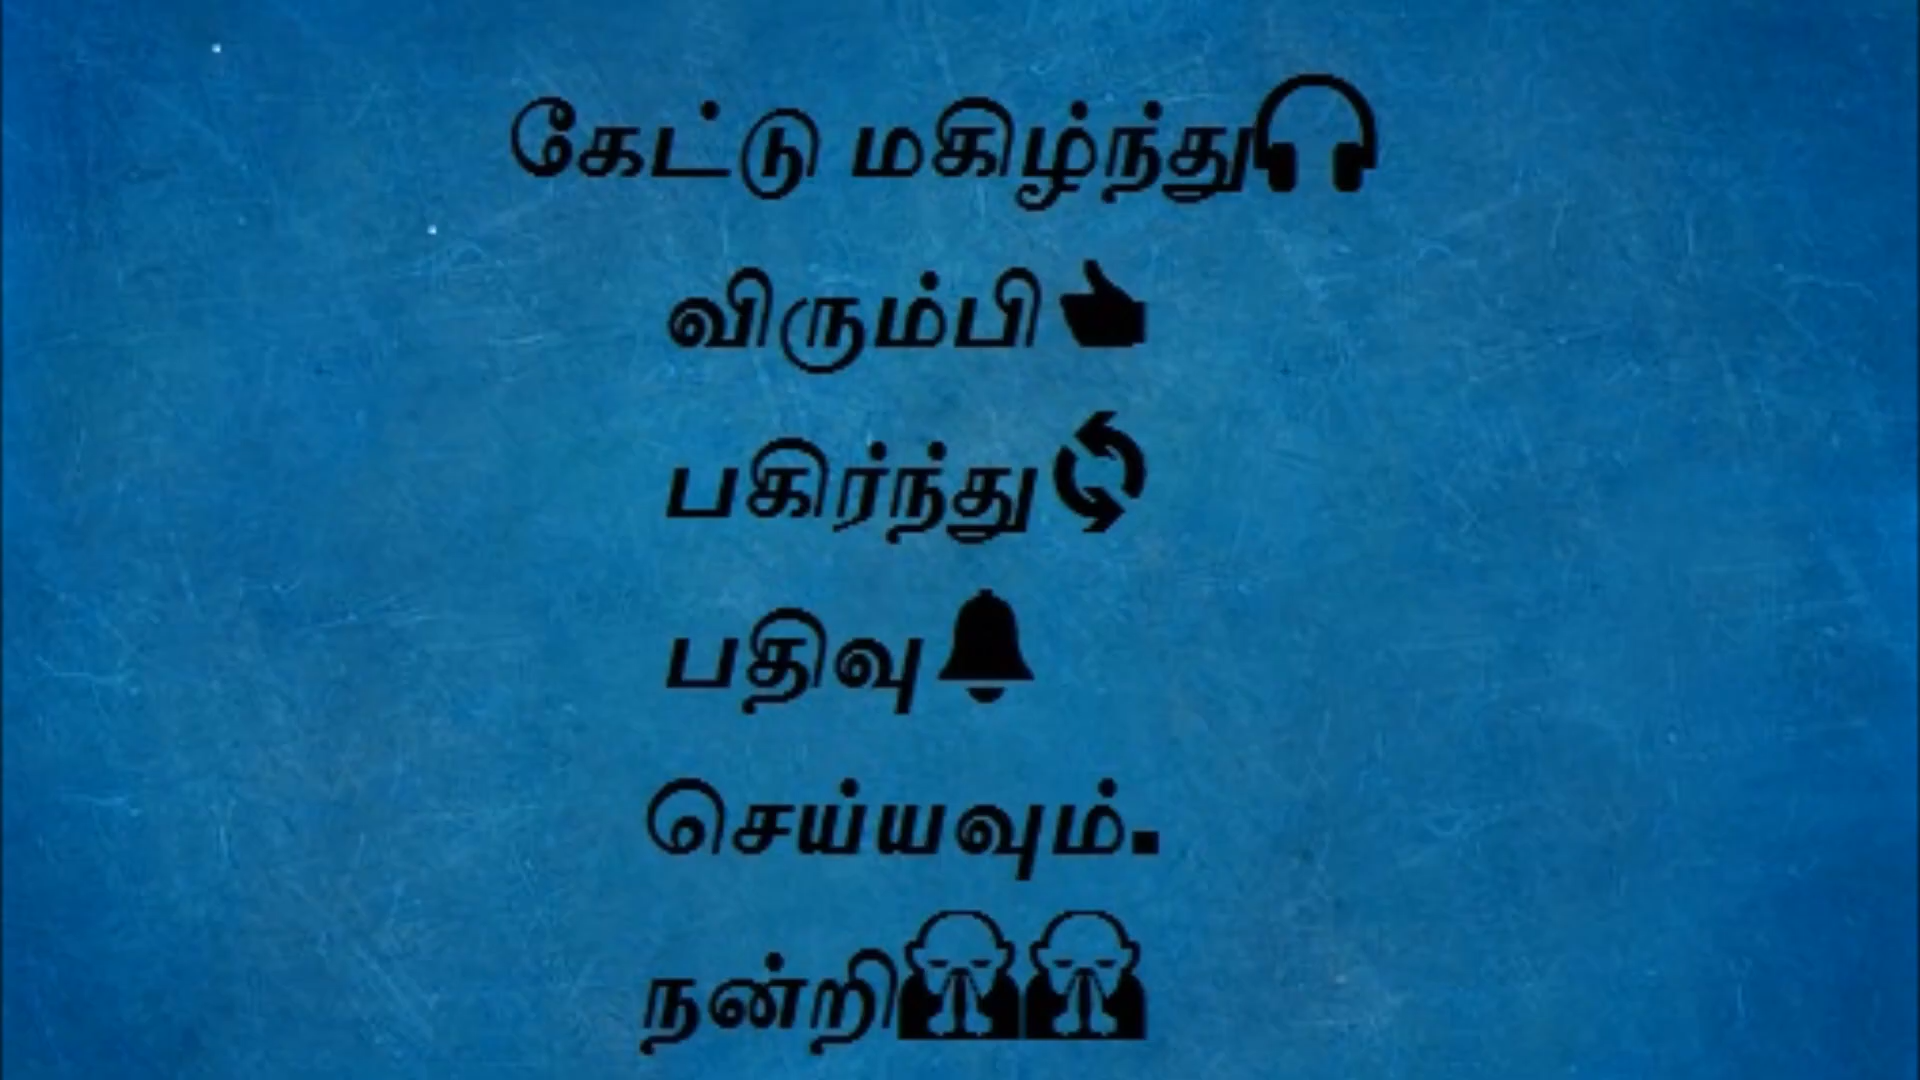 கேட்டு மகிழ்ந்து🎧
விரும்பி👍
பகிர்ந்து🔄
பதிவு🔔
செய்யவும்.
நன்றி🙏🙏